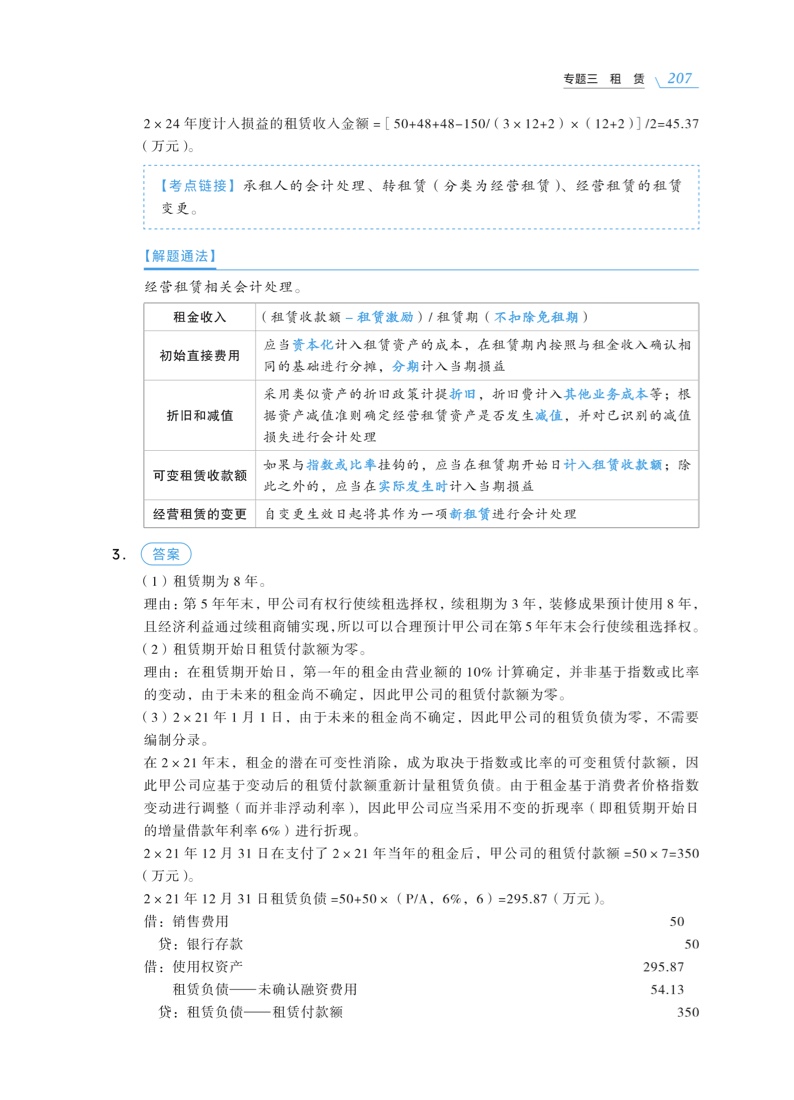 专题三 租 赁 207
2×24 年度计入损益的租赁收入金额 =［50+48+48-150/（3×12+2）×（12+2）］/2=45.37
（万元）。
【考点链接】承租人的会计处理、转租赁（分类为经营租赁）、经营租赁的租赁
变更。
【解题通法】
经营租赁相关会计处理。
租金收入 （租赁收款额 – 租赁激励）/ 租赁期（不扣除免租期）
初始直接费用 应当资本化计入租赁资产的成本，在租赁期内按照与租金收入确认相
同的基础进行分摊，分期计入当期损益
折旧和减值 采用类似资产的折旧政策计提折旧，折旧费计入其他业务成本等；根
据资产减值准则确定经营租赁资产是否发生减值，并对已识别的减值
损失进行会计处理
可变租赁收款额 如果与指数或比率挂钩的，应当在租赁期开始日计入租赁收款额；除
此之外的，应当在实际发生时计入当期损益
经营租赁的变更 自变更生效日起将其作为一项新租赁进行会计处理
3. 答案
（1）租赁期为 8 年。
理由：第 5 年年末，甲公司有权行使续租选择权，续租期为 3 年，装修成果预计使用 8 年，
且经济利益通过续租商铺实现，所以可以合理预计甲公司在第 5 年年末会行使续租选择权。
（2）租赁期开始日租赁付款额为零。
理由：在租赁期开始日，第一年的租金由营业额的 10% 计算确定，并非基于指数或比率
的变动，由于未来的租金尚不确定，因此甲公司的租赁付款额为零。
（3）2×21 年 1 月 1 日，由于未来的租金尚不确定，因此甲公司的租赁负债为零，不需要
编制分录。
在 2×21 年末，租金的潜在可变性消除，成为取决于指数或比率的可变租赁付款额，因
此甲公司应基于变动后的租赁付款额重新计量租赁负债。由于租金基于消费者价格指数
变动进行调整（而并非浮动利率），因此甲公司应当采用不变的折现率（即租赁期开始日
的增量借款年利率 6%）进行折现。
2×21 年 12 月 31 日在支付了 2×21 年当年的租金后，甲公司的租赁付款额 =50×7=350
（万元）。
2×21 年 12 月 31 日租赁负债 =50+50×（P/A，6%，6）=295.87（万元）。
借：销售费用 50
贷：银行存款 50
借：使用权资产 295.87
租赁负债——未确认融资费用 54.13
贷：租赁负债——租赁付款额 350